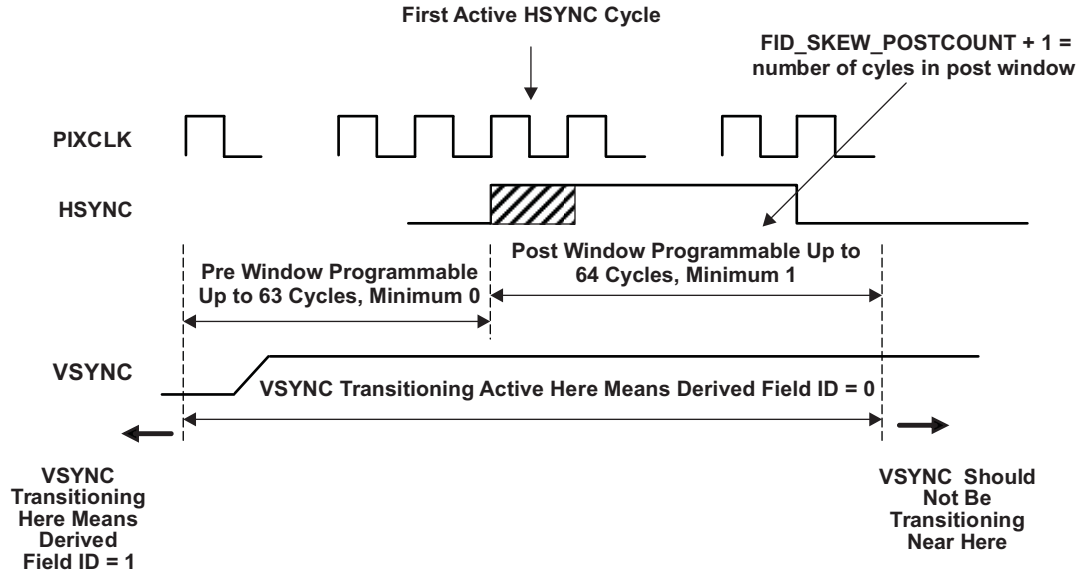 First Active HSYNC Cycle
FID_SKEW_POSTCOUNT + 1 =
number of cyles in post window
PIXCLK
HSYNC
Pre Window Programmable
Up to 63 Cycles, Minimum 0
Post Window Programmable Up to
64 Cycles, Minimum 1
VSYNC
VSYNC Transitioning Active Here Means Derived Field ID = 0
VSYNC
Transitioning
Here Means
Derived
Field ID = 1
VSYNC Should
Not Be
Transitioning
Near Here